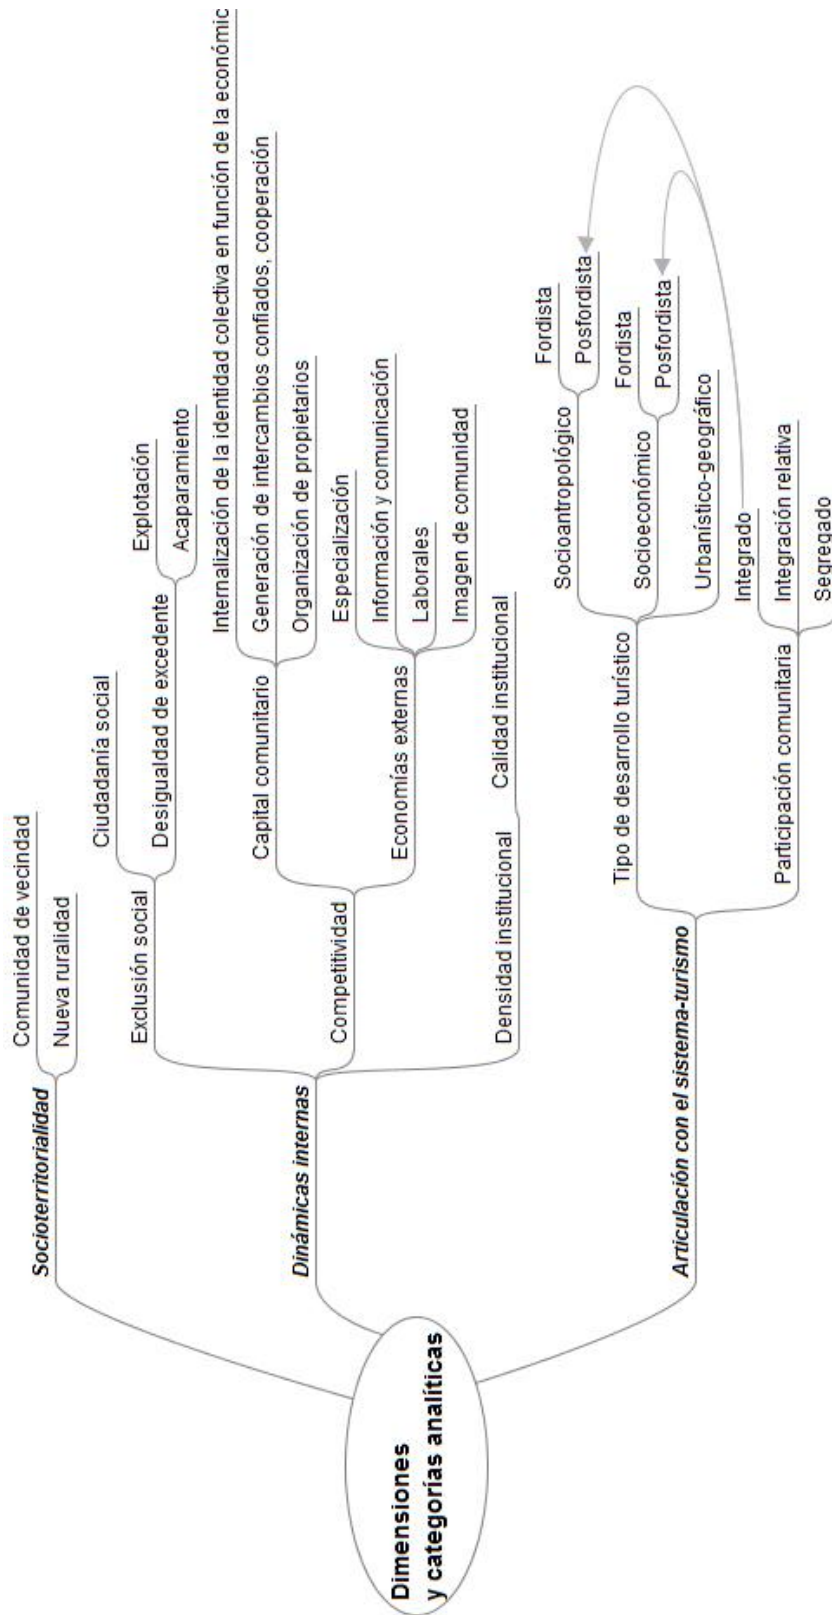 Dimensiones
y categorías analíticas
Socioterritorialidad
Comunidad de vecindad
Nueva ruralidad
Dinámicas internas
Exclusión social
Ciudadanía social
Desigualdad de excedente
Explotación
Acaparamiento
Competitividad
Capital comunitario
Internalización de la identidad colectiva en función de la económic
Generación de intercambios confiados, cooperación
Organización de propietarios
Economías externas
Especialización
Información y comunicación
Laborales
Imagen de comunidad
Densidad institucional
Calidad institucional
Articulación con el sistema-turismo
Tipo de desarrollo turístico
Socioantropológico
Fordista
Posfordista
Socioeconómico
Fordista
Posfordista
Urbanístico-geográfico
Participación comunitaria
Integrado
Integración relativa
Segregado